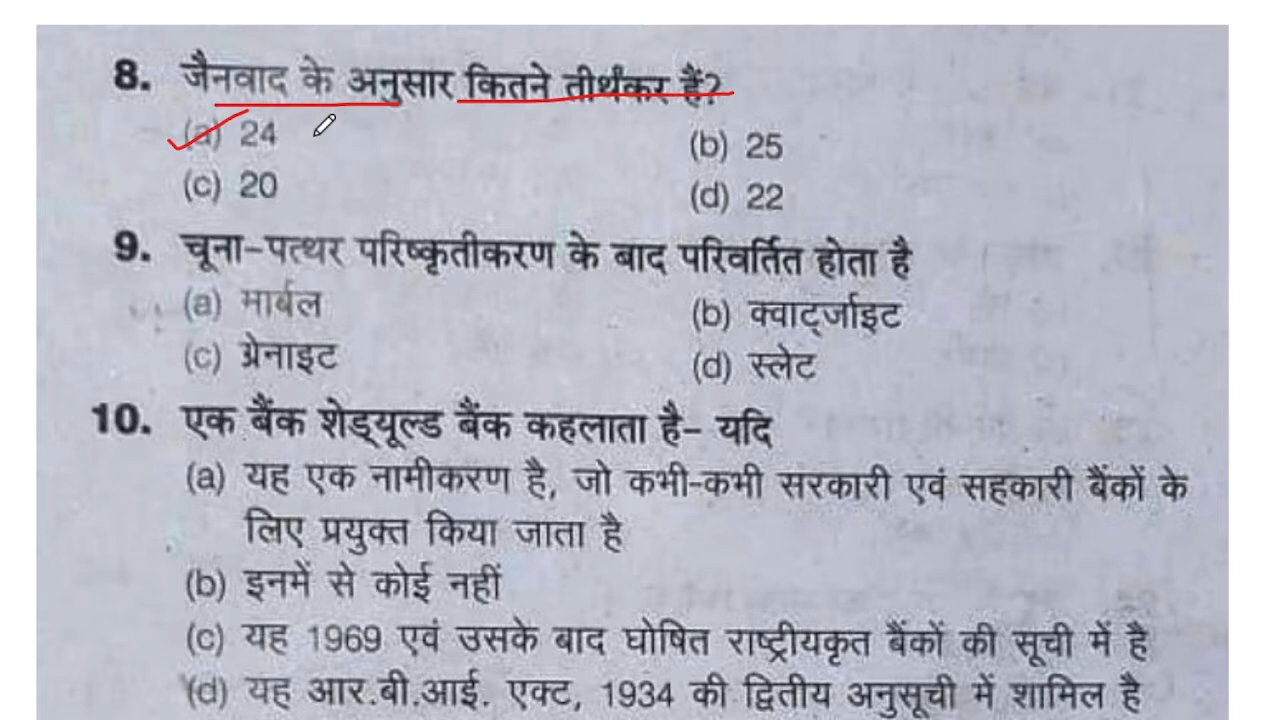 8. जैनवाद के अनुसार कितने तीर्थंकर हैं?
(a) 24 (b) 25
(c) 20 (d) 22
9. चूना-पत्थर परिष्कृतीकरण के बाद परिवर्तित होता है
(a) मार्बल (b) क्वार्ट्जाइट
(c) ग्रेनाइट (d) स्लेट
10. एक बैंक शेड्यूल्ड बैंक कहलाता है- यदि
(a) यह एक नामीकरण है, जो कभी-कभी सरकारी एवं सहकारी बैंकों के
लिए प्रयुक्त किया जाता है
(b) इनमें से कोई नहीं
(c) यह 1969 एवं उसके बाद घोषित राष्ट्रीयकृत बैंकों की सूची में है
(d) यह आर.बी.आई. एक्ट, 1934 की द्वितीय अनुसूची में शामिल है